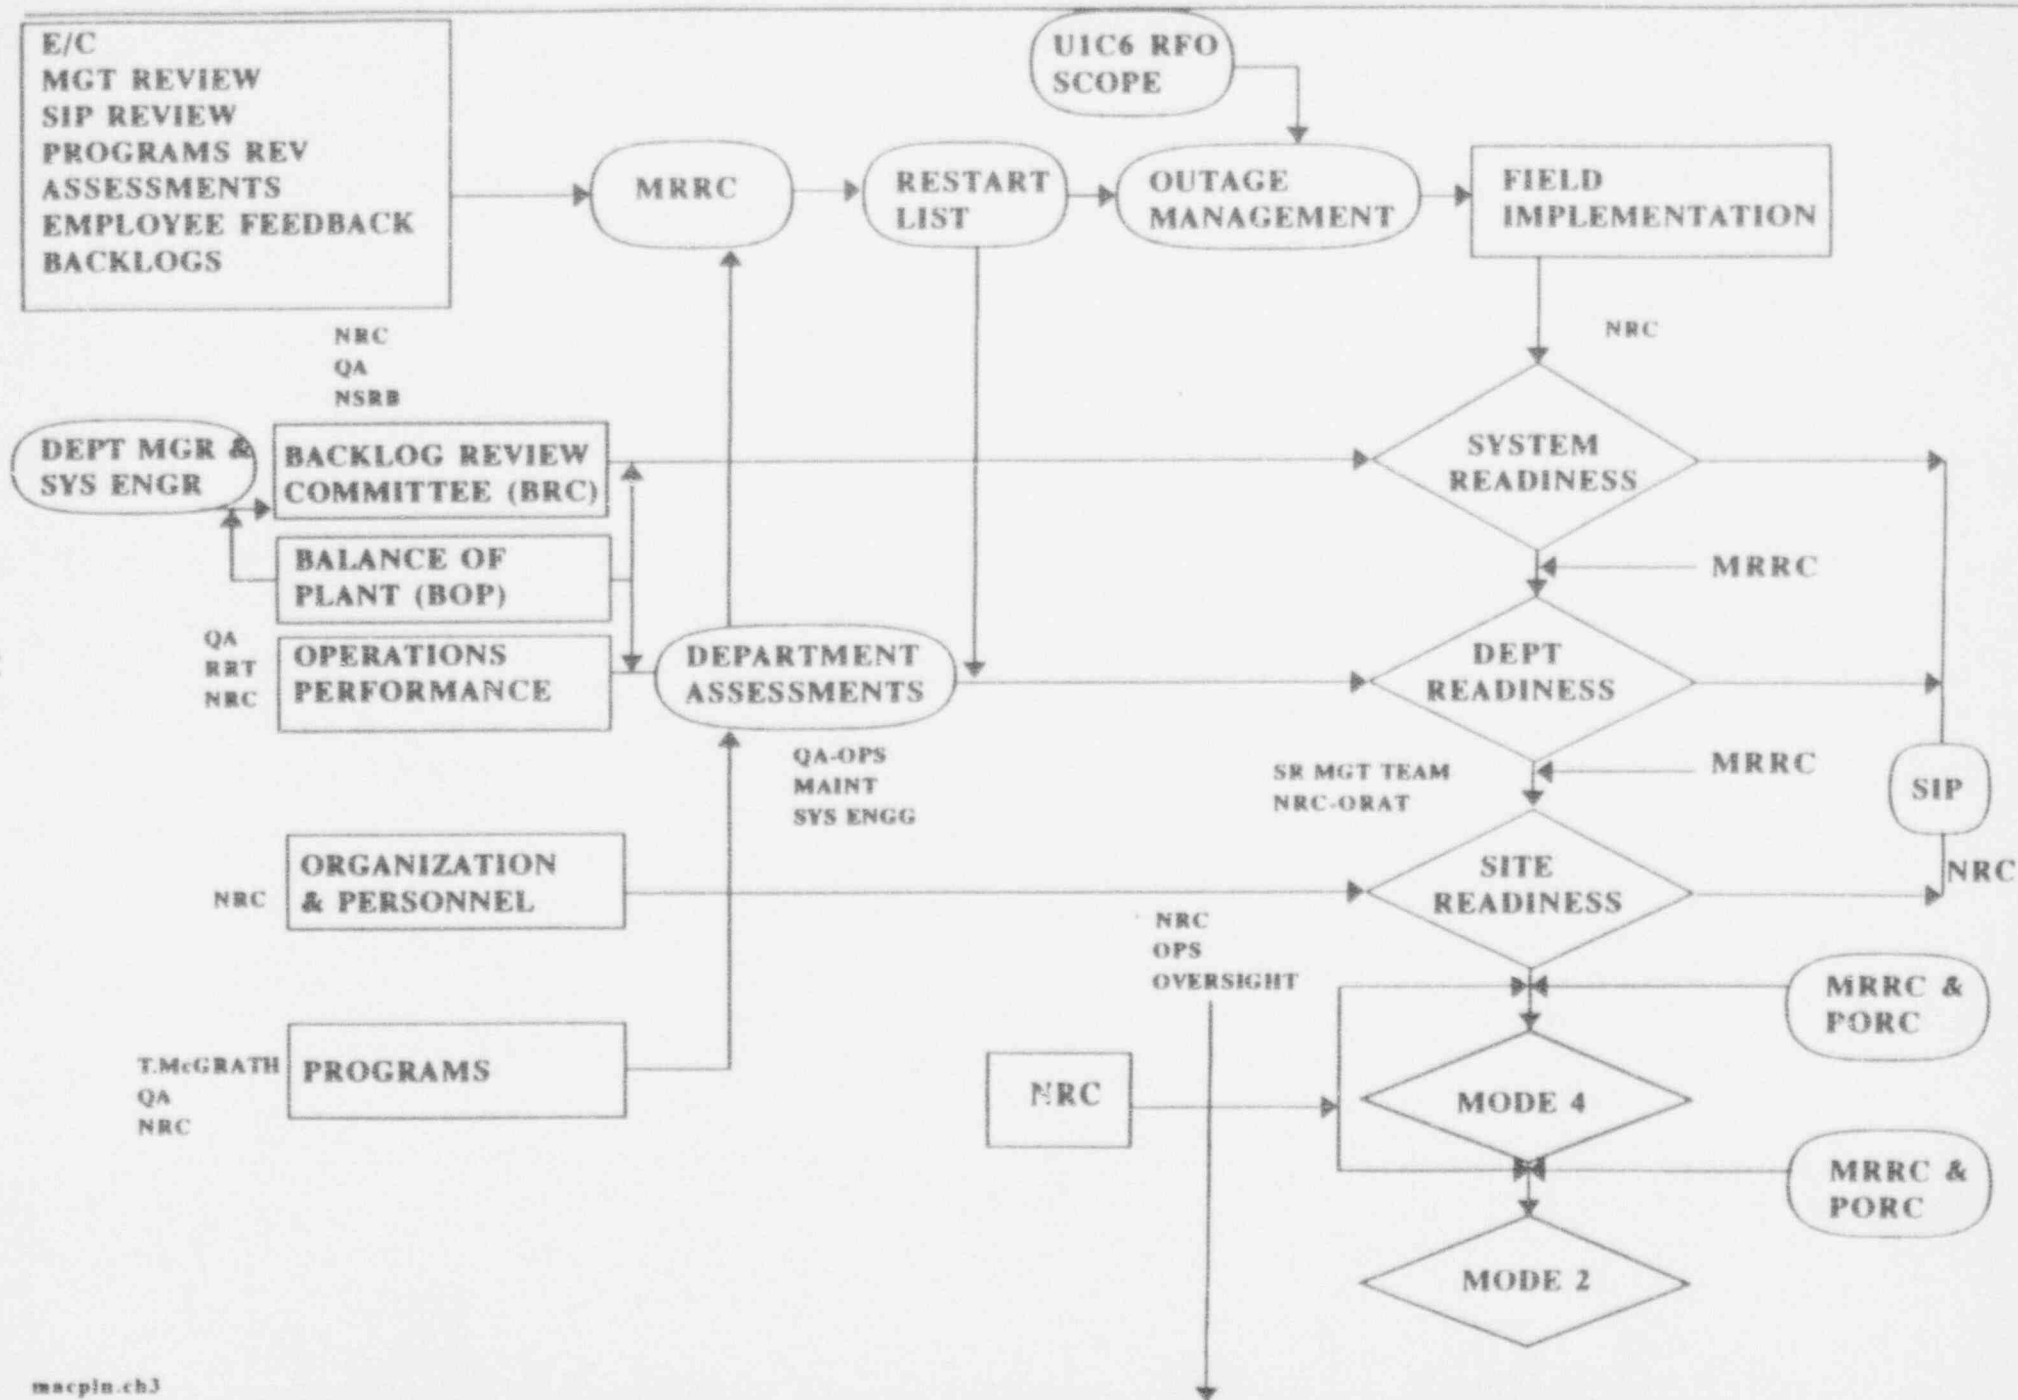 E/C
MGT REVIEW
SIP REVIEW
PROGRAMS REV
ASSESSMENTS
EMPLOYEE FEEDBACK
BACKLOGS
U1C6 RFO
SCOPE
MRRC
RESTART
LIST
OUTAGE
MANAGEMENT
FIELD
IMPLEMENTATION
NRC
QA
NSRB
NRC
DEPT MGR &
SYS ENGR
BACKLOG REVIEW
COMMITTEE (BRC)
SYSTEM
READINESS
BALANCE OF
PLANT (BOP)
MRRC
QA
RRT
NRC
OPERATIONS
PERFORMANCE
DEPARTMENT
ASSESSMENTS
DEPT
READINESS
QA-OPS
MAINT
SYS ENGG
SR MGT TEAM
NRC-ORAT
MRRC
SIP
NRC
ORGANIZATION
& PERSONNEL
SITE
READINESS
NRC
NRC
OPS
OVERSIGHT
MRRC &
PORC
T.McGRATH
QA
NRC
PROGRAMS
NRC
MODE 4
MRRC &
PORC
MODE 2
macpln.ch3